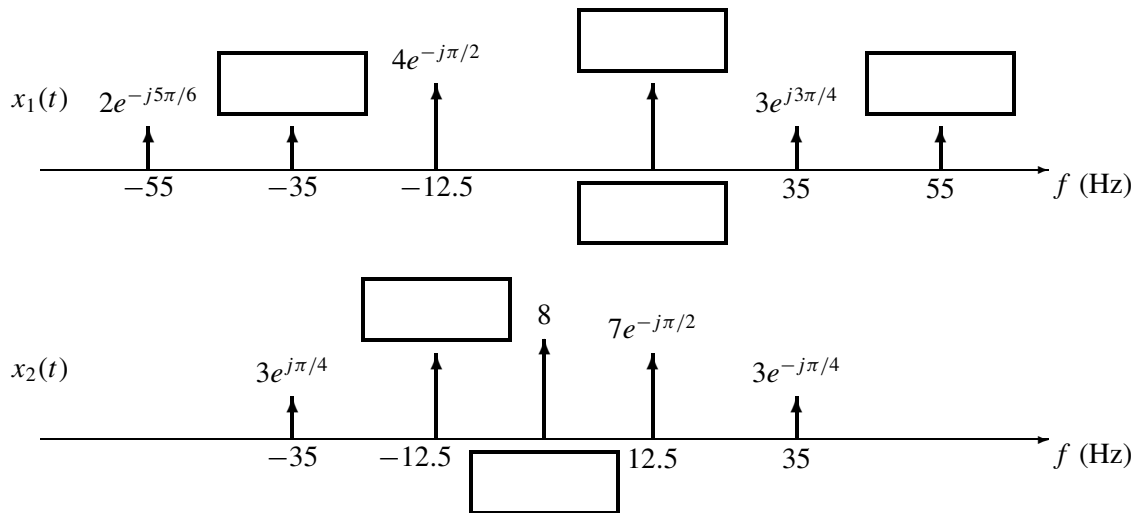 4e^{-jπ/2}
x₁(t) 2e^{-j5π/6} 3e^{j3π/4}
−55 −35 −12.5 35 55 f (Hz)
8 7e^{-jπ/2}
x₂(t) 3e^{jπ/4} 3e^{-jπ/4}
−35 −12.5 12.5 35 f (Hz)